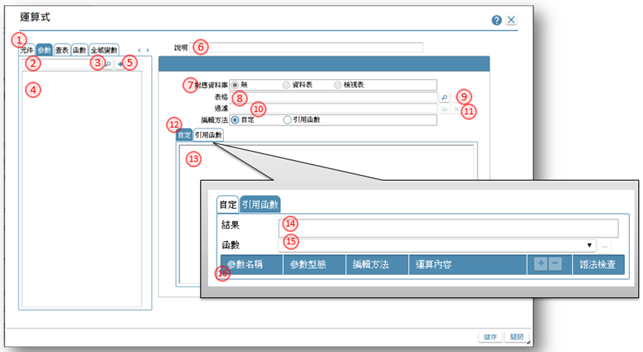 運算式
?
1 元件 參數 查表 函數 全域變數 < >
說明 6
2 3 + 5
4
7 對應資料庫 無 資料表 檢視表
表格 8 9
過濾 10 11
編輯方法 自定 引用函數
12
自定 引用函數
13
自定 引用函數
結果 14
函數 15 ▼ ...
參數名稱 參數型態 編輯方法 運算內容 + − 語法檢查
16
儲存 關閉